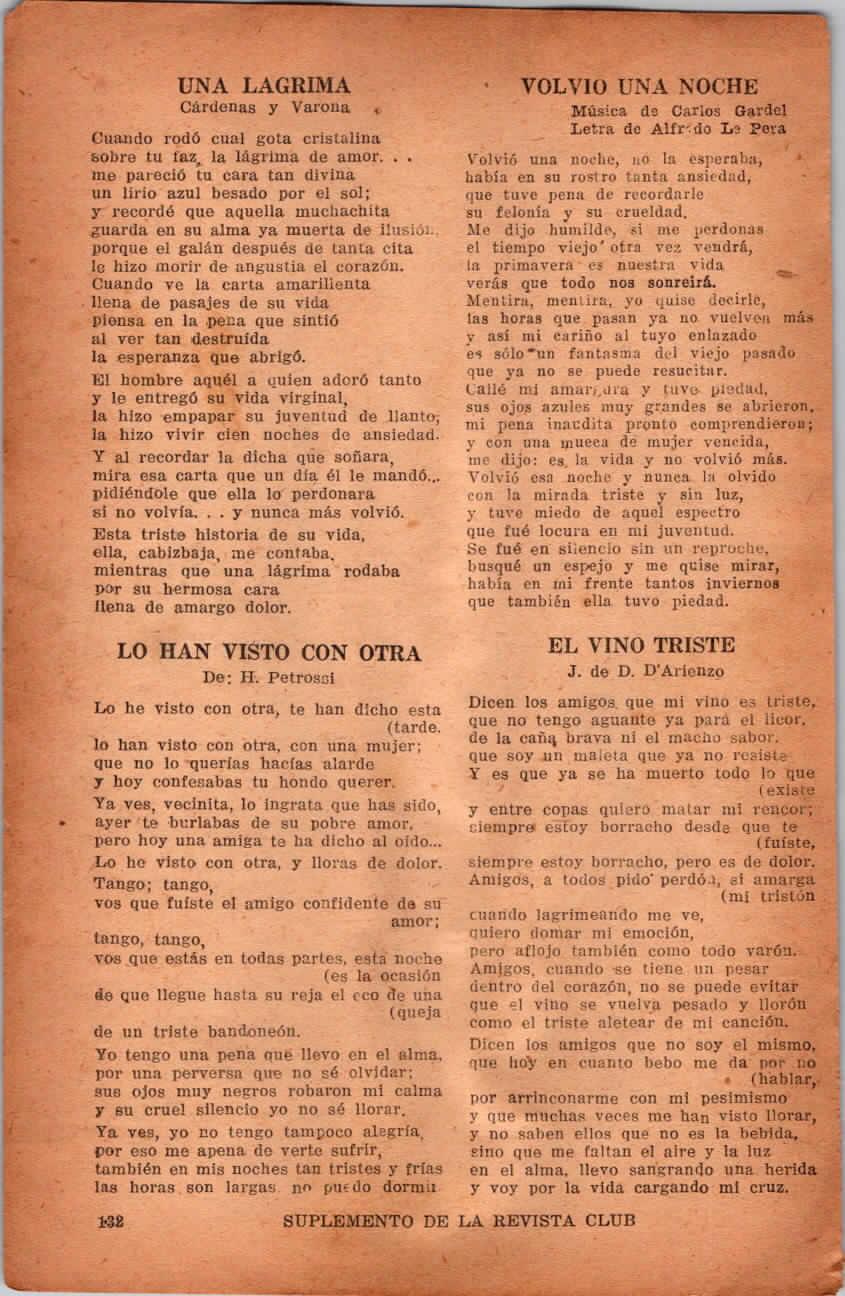 UNA LAGRIMA
Cárdenas y Varona
Cuando rodó cual gota cristalina
sobre tu faz, la lágrima de amor. . .
me pareció tu cara tan divina
un lirio azul besado por el sol;
y recordé que aquella muchachita
guarda en su alma ya muerta de ilusión.
porque el galán después de tanta cita
le hizo morir de angustia el corazón.
Cuando ve la carta amarillenta
llena de pasajes de su vida
piensa en la pena que sintió
al ver tan destruída
la esperanza que abrigó.
El hombre aquél a quien adoró tanto
y le entregó su vida virginal,
la hizo empapar su juventud de llanto;
la hizo vivir cien noches de ansiedad.
Y al recordar la dicha que soñara,
mira esa carta que un día él le mandó...
pidiéndole que ella lo perdonara
si no volvía. . . y nunca más volvió.
Esta triste historia de su vida,
ella, cabizbaja, me contaba,
mientras que una lágrima rodaba
por su hermosa cara
llena de amargo dolor.
LO HAN VISTO CON OTRA
De: H. Petrossi
Lo he visto con otra, te han dicho esta
(tarde.
lo han visto con otra, con una mujer;
que no lo querías hacías alarde
y hoy confesabas tu hondo querer.
Ya ves, vecinita, lo ingrata que has sido,
ayer te burlabas de su pobre amor.
pero hoy una amiga te ha dicho al oído...
Lo he visto con otra, y lloras de dolor.
Tango; tango,
vos que fuíste el amigo confidente de su
amor;
tango, tango,
vos que estás en todas partes, esta noche
(es la ocasión
de que llegue hasta su reja el eco de una
(queja
de un triste bandoneón.
Yo tengo una pena que llevo en el alma,
por una perversa que no sé olvidar;
sus ojos muy negros robaron mi calma
y su cruel silencio yo no sé llorar.
Ya ves, yo no tengo tampoco alegría,
por eso me apena de verte sufrir,
también en mis noches tan tristes y frías
las horas son largas no puedo dormir
VOLVIO UNA NOCHE
Música de Carlos Gardel
Letra de Alfredo Le Pera
Volvió una noche, no la esperaba,
había en su rostro tanta ansiedad,
que tuve pena de recordarle
su felonía y su crueldad.
Me dijo humilde, si me perdonas
el tiempo viejo otra vez vendrá,
la primavera es nuestra vida
verás que todo nos sonreirá.
Mentira, mentira, yo quise decirle,
las horas que pasan ya no vuelven más
y así mi cariño al tuyo enlazado
es sólo un fantasma del viejo pasado
que ya no se puede resucitar.
Callé mi amargura y tuve piedad,
sus ojos azules muy grandes se abrieron,
mi pena inaudita pronto comprendieron;
y con una mueca de mujer vencida,
me dijo: es la vida y no volvió más.
Volvió esa noche y nunca la olvido
con la mirada triste y sin luz,
y tuve miedo de aquel espectro
que fué locura en mi juventud.
Se fué en silencio sin un reproche,
busqué un espejo y me quise mirar,
había en mi frente tantos inviernos
que también ella tuvo piedad.
EL VINO TRISTE
J. de D. D'Arienzo
Dicen los amigos que mi vino es triste,
que no tengo aguante ya pará el licor,
de la caña brava ni el macho sabor.
que soy un maleta que ya no resiste
Y es que ya se ha muerto todo lo que
(existe
y entre copas quiero matar mi rencor;
siempre estoy borracho desde que te
(fuíste,
siempre estoy borracho, pero es de dolor.
Amigos, a todos pido perdón, si amarga
(mi tristón
cuando lagrimeando me ve,
quiero domar mi emoción,
pero aflojo también como todo varón.
Amigos, cuando se tiene un pesar
dentro del corazón, no se puede evitar
que el vino se vuelva pesado y llorón
como el triste aletear de mi canción.
Dicen los amigos que no soy el mismo,
que hoy en cuanto bebo me da por no
(hablar,
por arrinconarme con mi pesimismo
y que muchas veces me han visto llorar,
y no saben ellos que no es la bebida,
sino que me faltan el aire y la luz
en el alma, llevo sangrando una herida
y voy por la vida cargando mi cruz.
132
SUPLEMENTO DE LA REVISTA CLUB